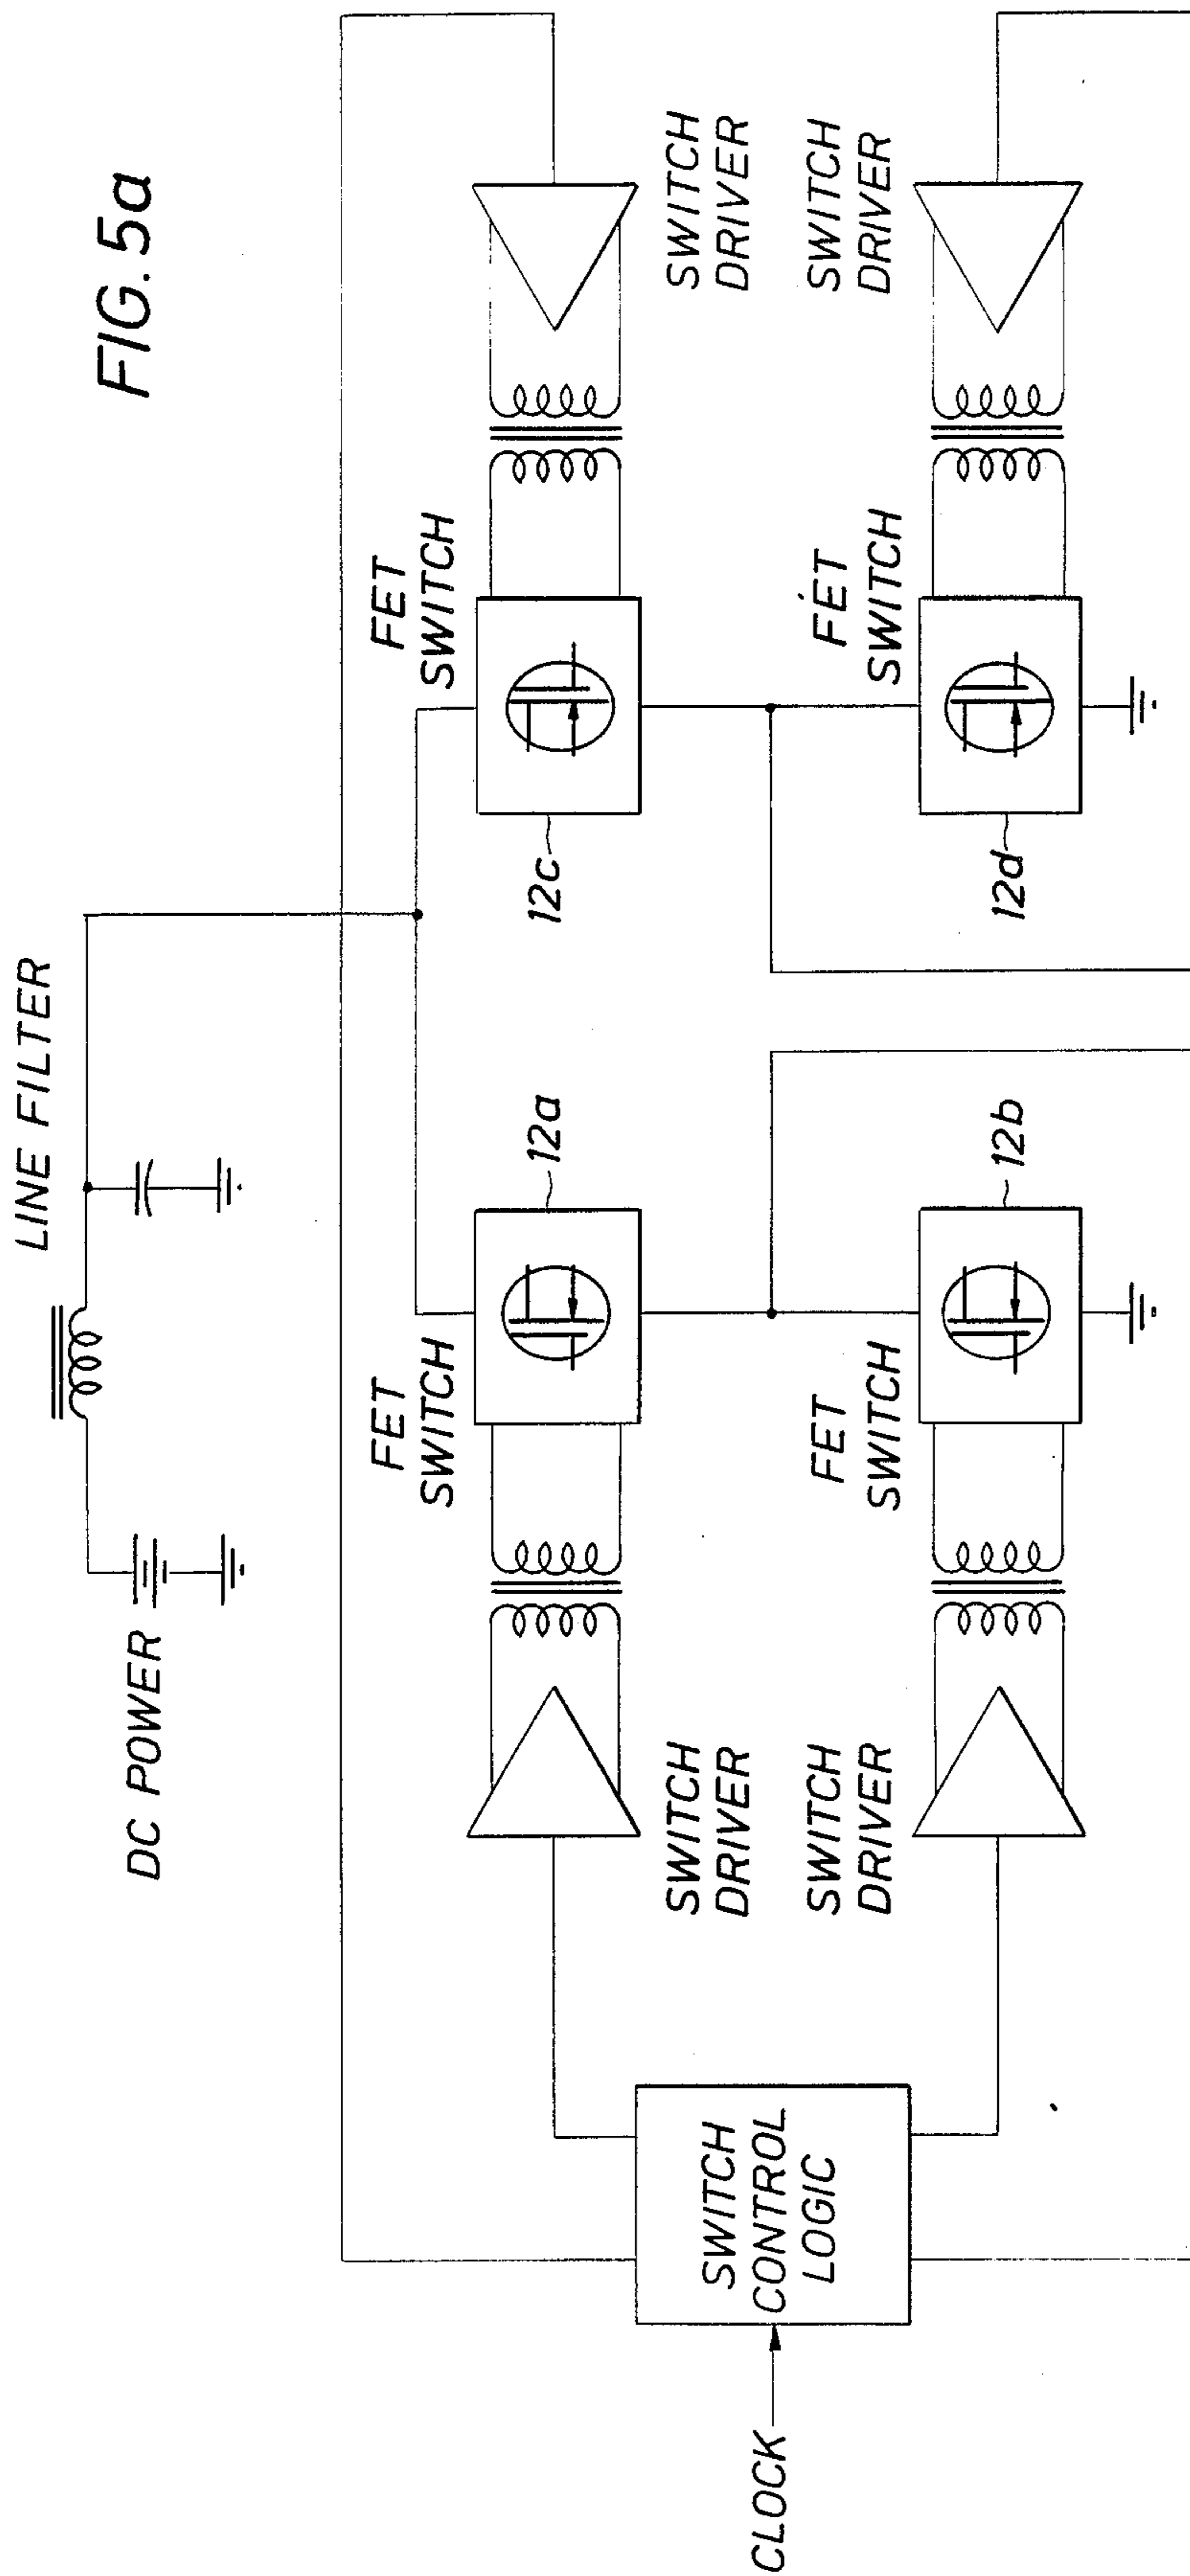 FIG. 5a
LINE FILTER
DC POWER
FET
SWITCH
12a
FET
SWITCH
12c
SWITCH
DRIVER
SWITCH
DRIVER
SWITCH
DRIVER
SWITCH
DRIVER
FET
SWITCH
12b
FET
SWITCH
12d
SWITCH
CONTROL
LOGIC
CLOCK